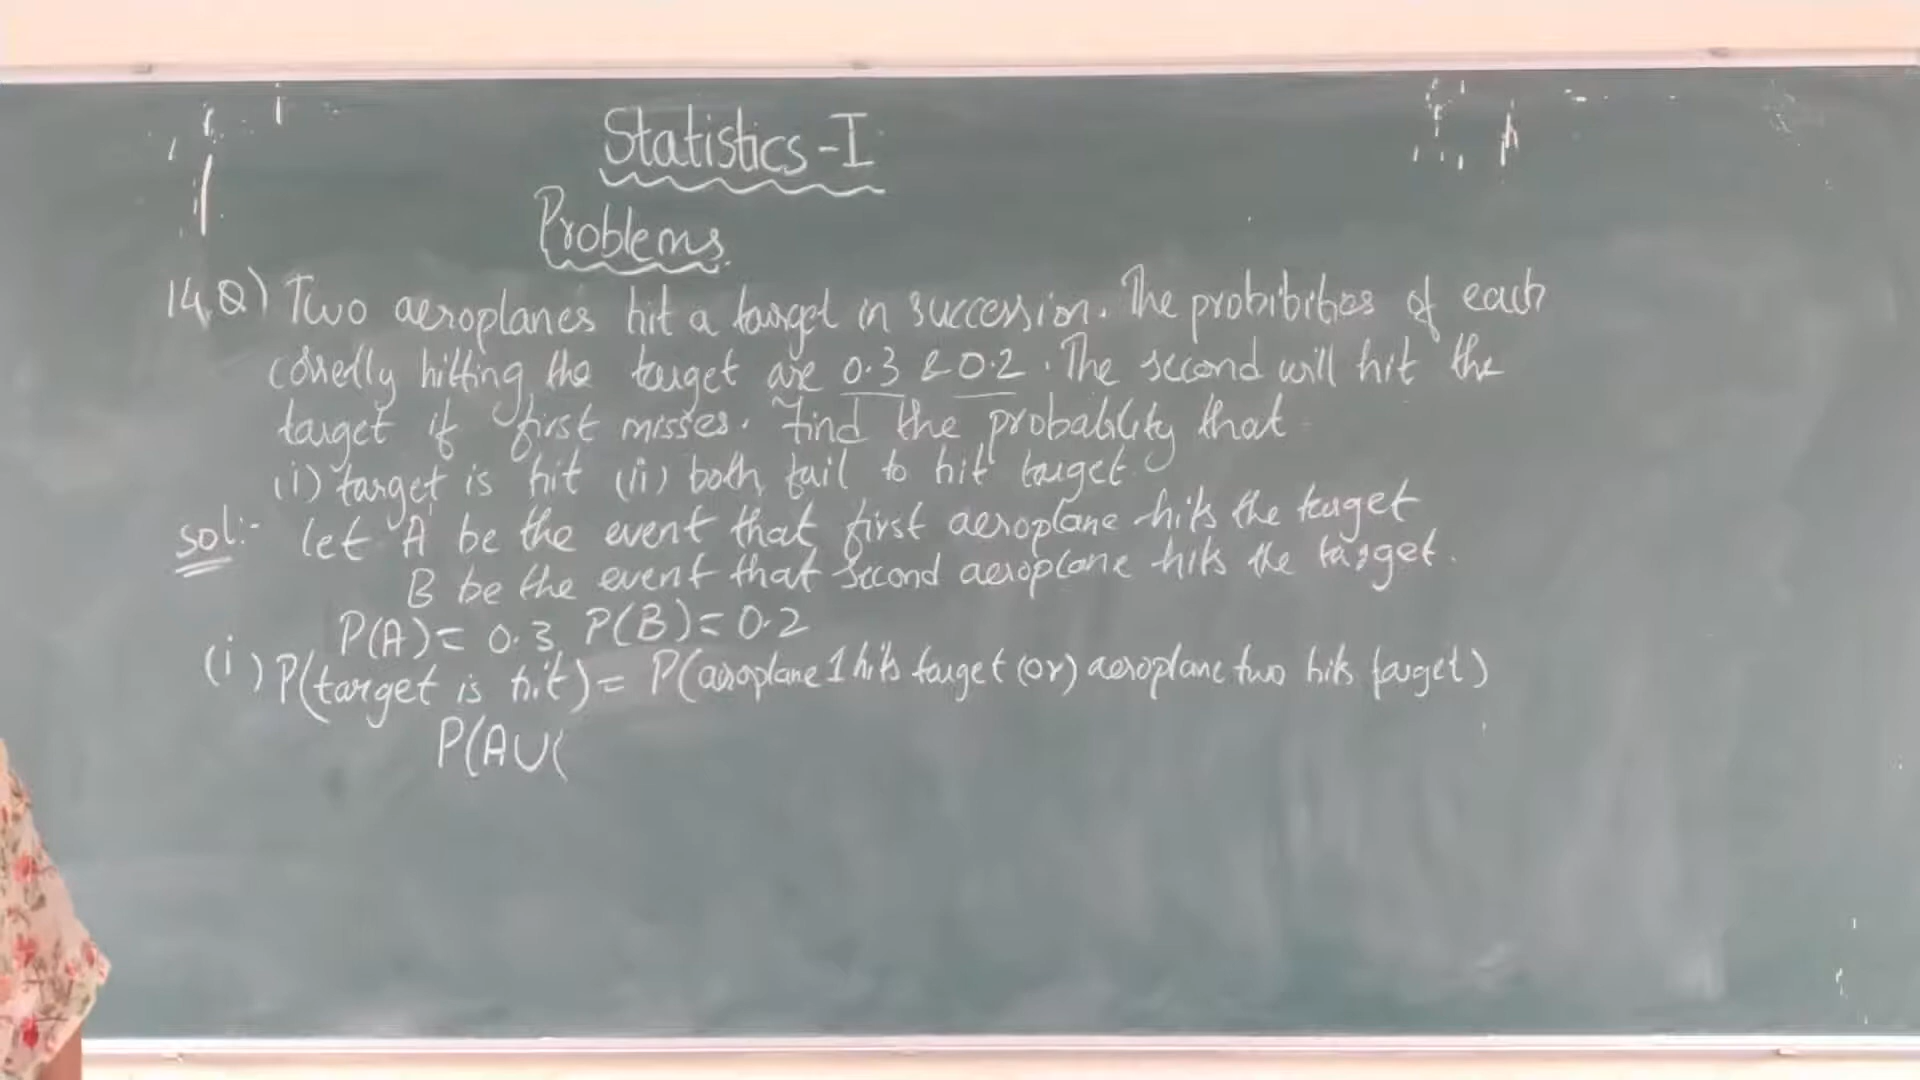 Statistics-I
Problems.
14.Q) Two aeroplanes hit a target in succession. The probibities of each
correctly hitting the target are 0.3 & 0.2. The second will hit the
target if first misses. Find the probability that
(i) target is hit (ii) both fail to hit target.
Sol:- let A be the event that first aeroplane hits the target
B be the event that second aeroplane hits the target.
P(A) = 0.3, P(B) = 0.2
(i) P(target is hit) = P(aeroplane 1 hits target (or) aeroplane two hits target)
P(A∪(